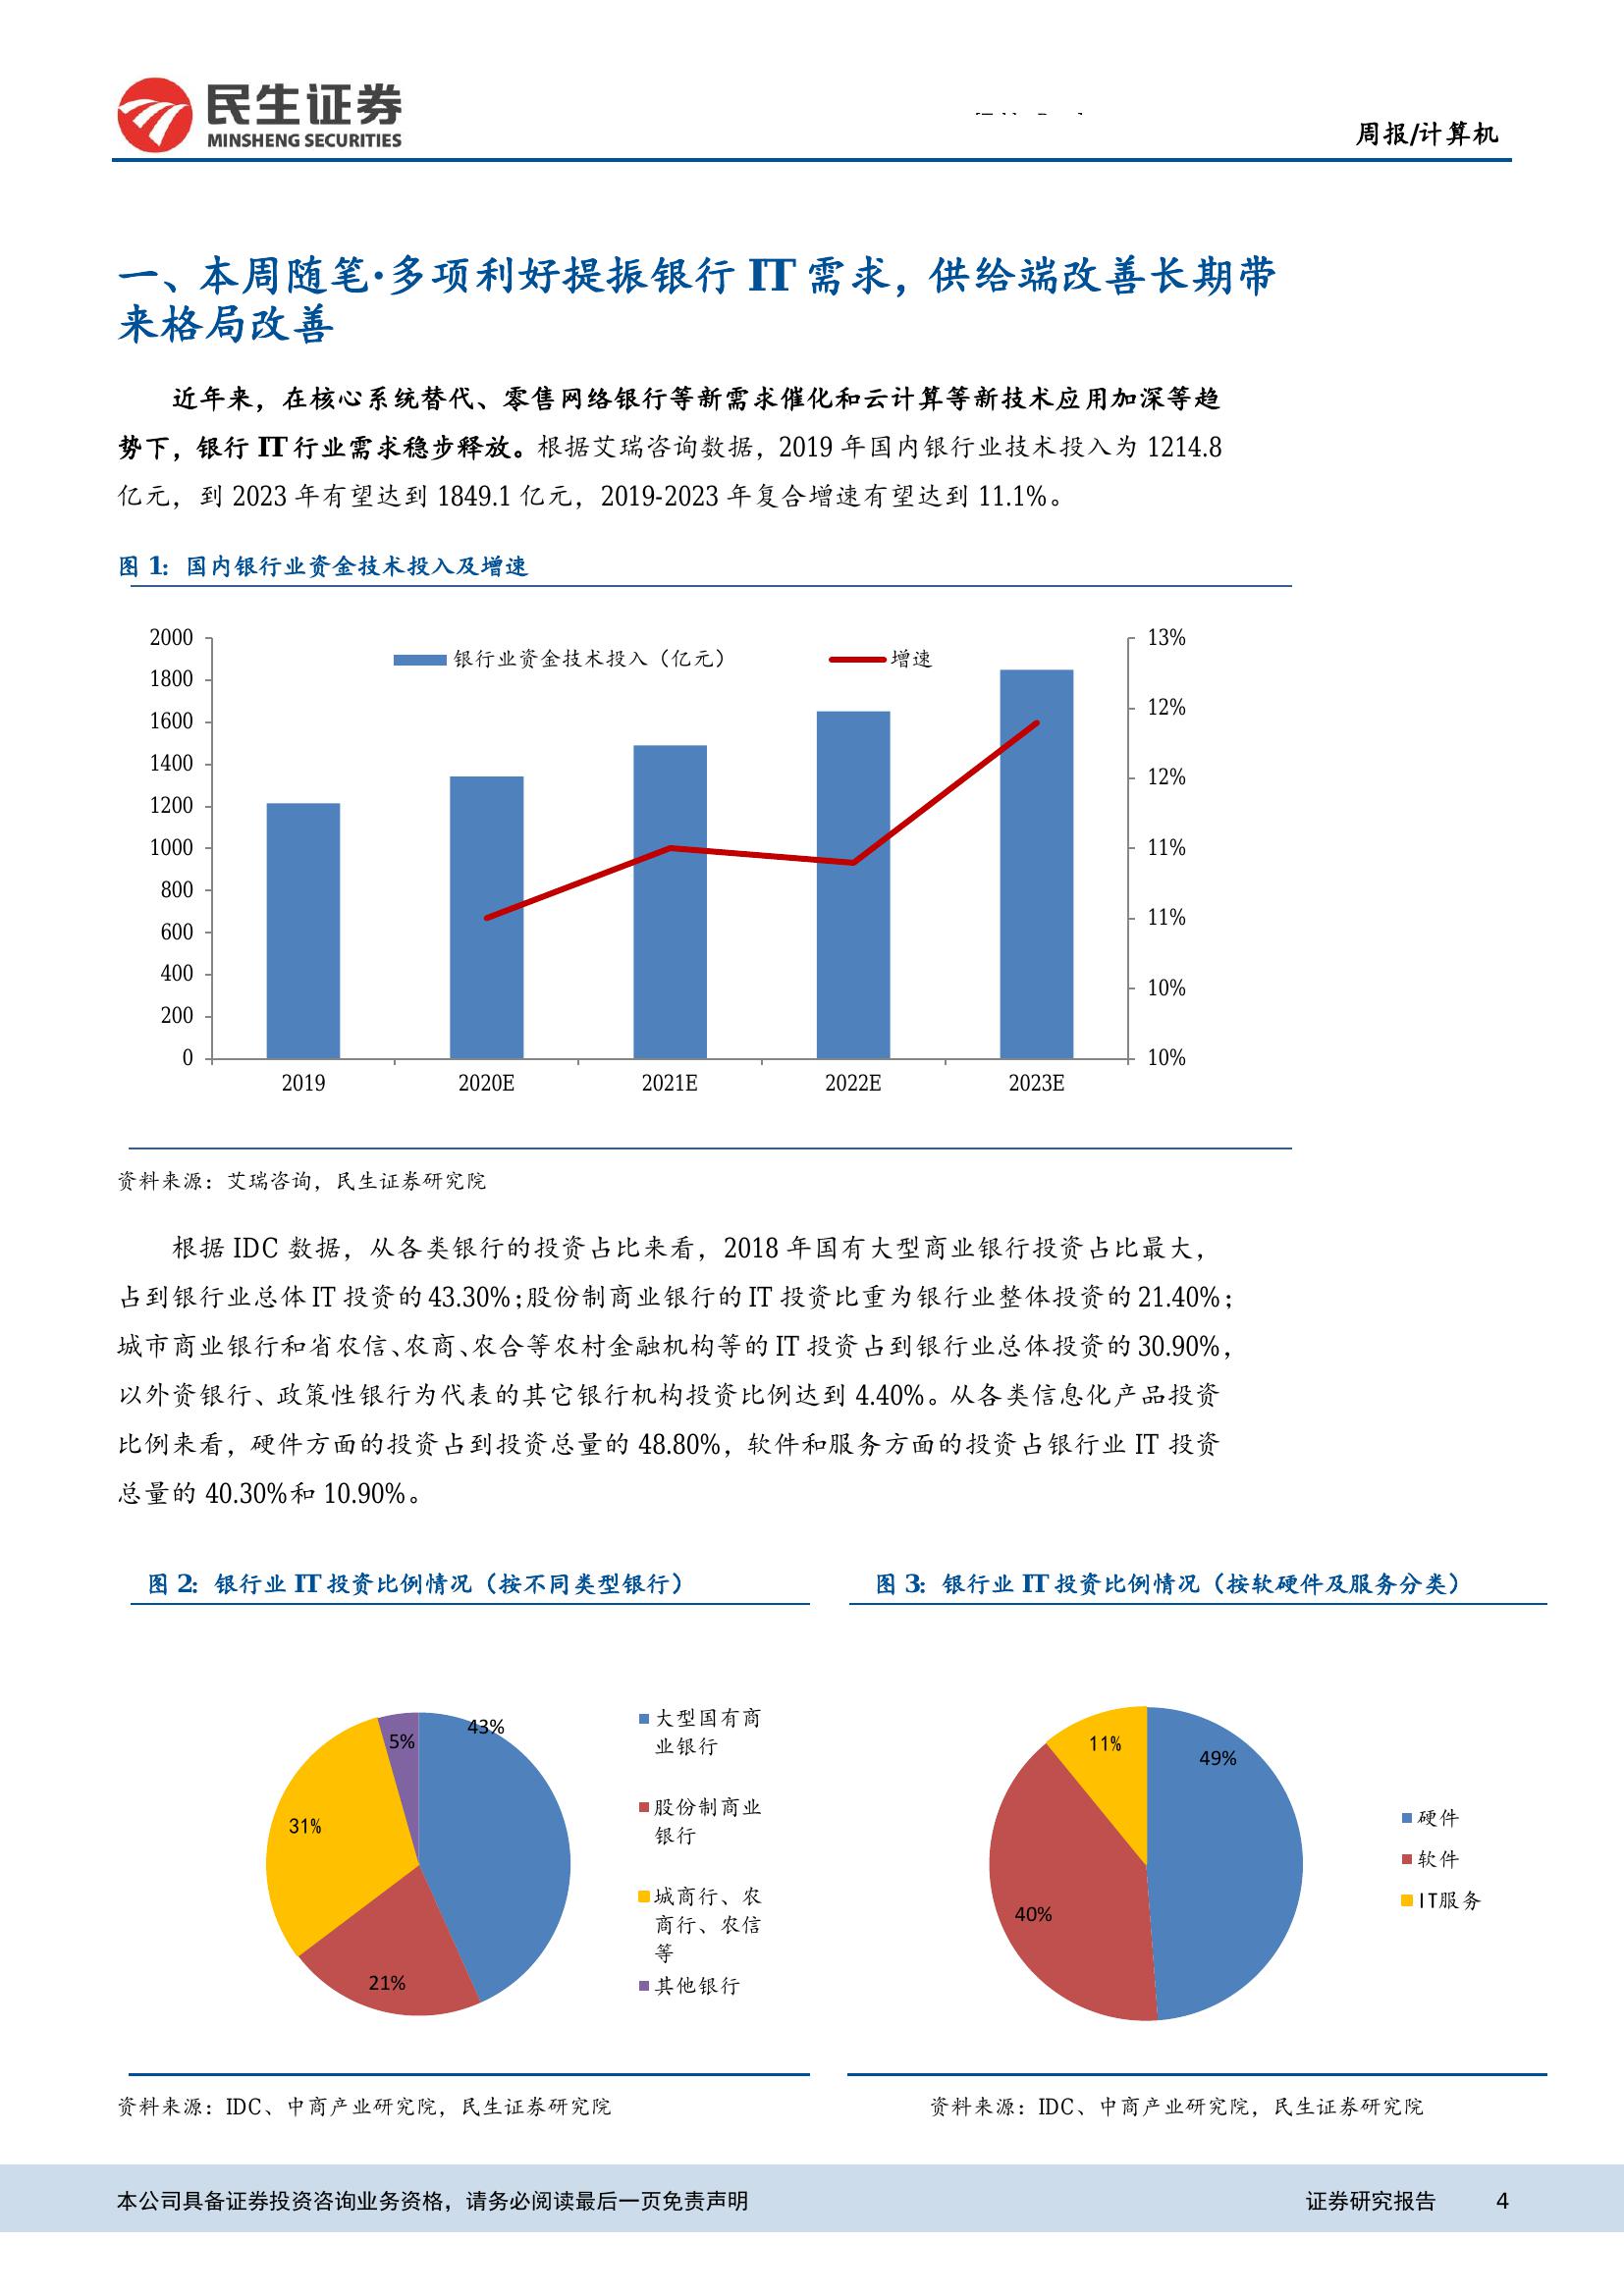 民生证券
MINSHENG SECURITIES
周报/计算机
一、本周随笔·多项利好提振银行 IT 需求，供给端改善长期带
来格局改善
近年来，在核心系统替代、零售网络银行等新需求催化和云计算等新技术应用加深等趋
势下，银行 IT 行业需求稳步释放。根据艾瑞咨询数据，2019 年国内银行业技术投入为 1214.8
亿元，到 2023 年有望达到 1849.1 亿元，2019-2023 年复合增速有望达到 11.1%。
图 1：国内银行业资金技术投入及增速
银行业资金技术投入（亿元） 增速
2000 13%
1800
1600 12%
1400 12%
1200
1000 11%
800
600 11%
400 10%
200
0 10%
2019 2020E 2021E 2022E 2023E
资料来源：艾瑞咨询，民生证券研究院
根据 IDC 数据，从各类银行的投资占比来看，2018 年国有大型商业银行投资占比最大，
占到银行业总体 IT 投资的 43.30%；股份制商业银行的 IT 投资比重为银行业整体投资的 21.40%；
城市商业银行和省农信、农商、农合等农村金融机构等的 IT 投资占到银行业总体投资的 30.90%，
以外资银行、政策性银行为代表的其它银行机构投资比例达到 4.40%。从各类信息化产品投资
比例来看，硬件方面的投资占到投资总量的 48.80%，软件和服务方面的投资占银行业 IT 投资
总量的 40.30%和 10.90%。
图 2：银行业 IT 投资比例情况（按不同类型银行）
43%
5%
31%
21%
大型国有商
业银行
股份制商业
银行
城商行、农
商行、农信
等
其他银行
资料来源：IDC、中商产业研究院，民生证券研究院
图 3：银行业 IT 投资比例情况（按软硬件及服务分类）
11%
49%
40%
硬件
软件
IT服务
资料来源：IDC、中商产业研究院，民生证券研究院
本公司具备证券投资咨询业务资格，请务必阅读最后一页免责声明 证券研究报告 4